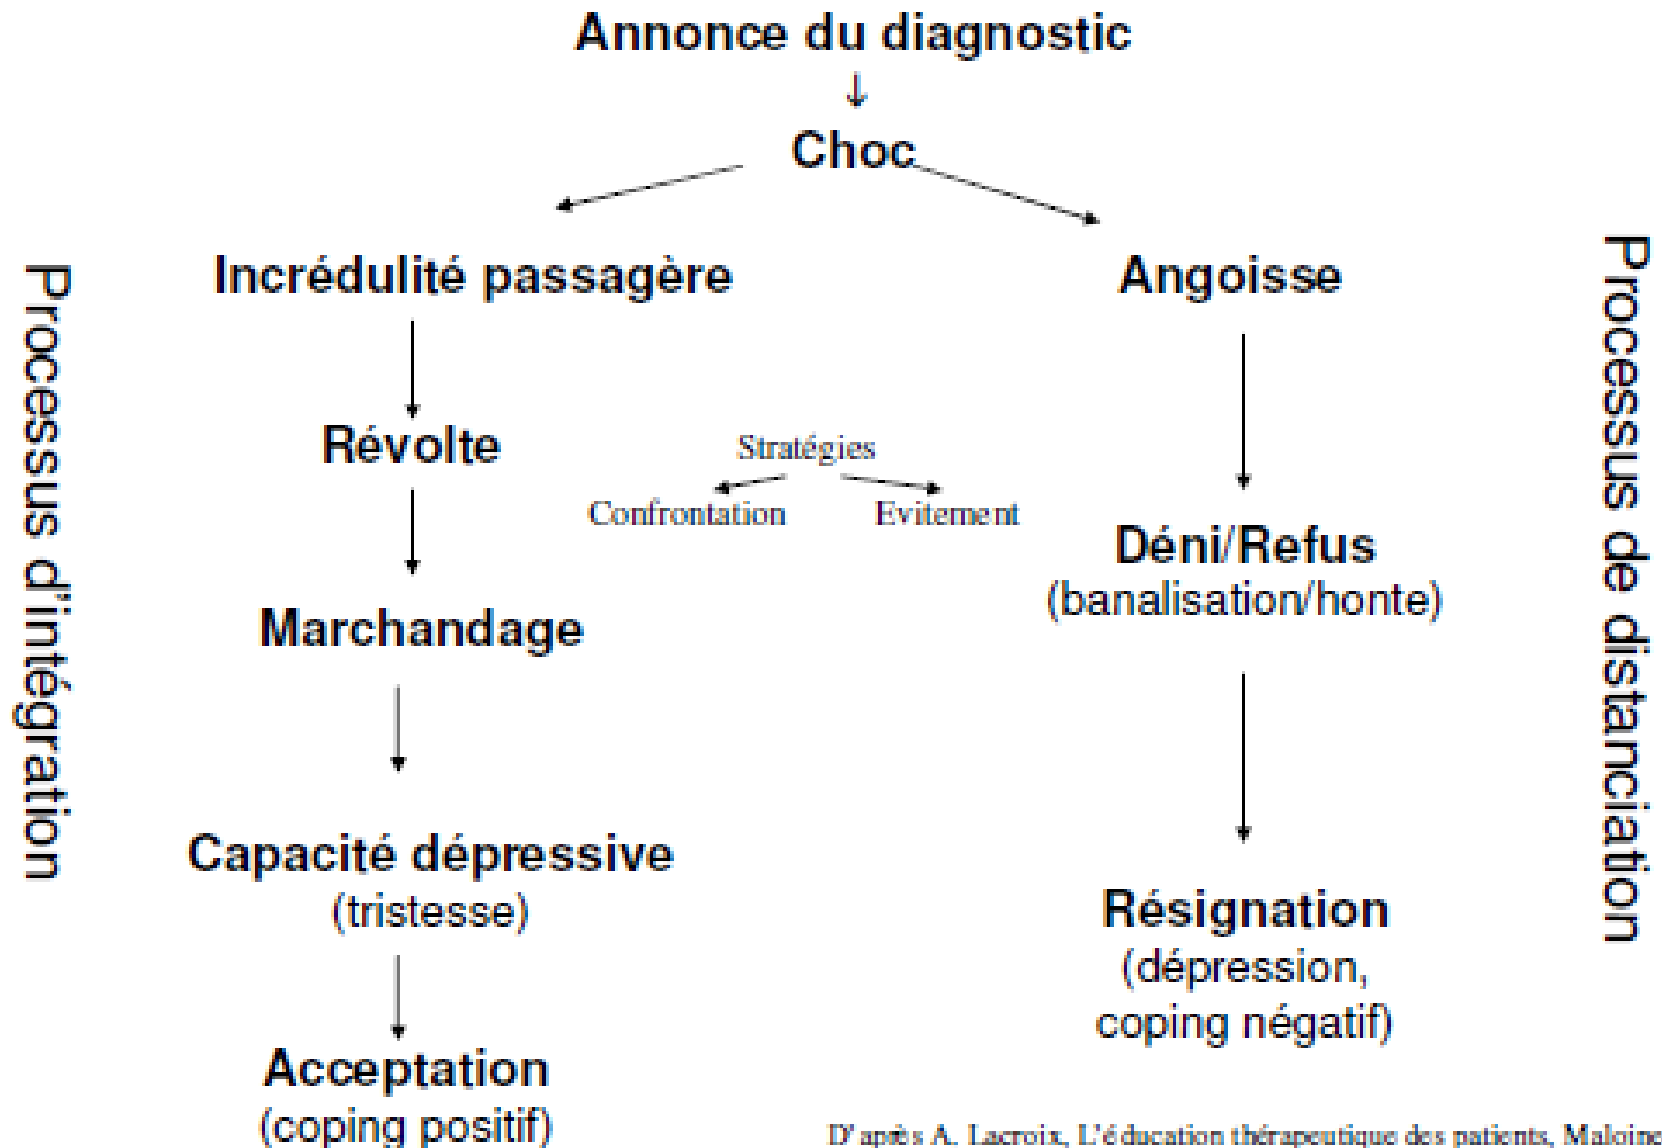 Annonce du diagnostic
Choc
Processus d'intégration
Incrédulité passagère
Révolte
Marchandage
Capacité dépressive
(tristesse)
Acceptation
(coping positif)
Stratégies
Confrontation
Evitement
Angoisse
Déni/Refus
(banalisation/honte)
Résignation
(dépression,
coping négatif)
Processus de distanciation
D'après A. Lacroix, L'éducation thérapeutique des patients, Maloine